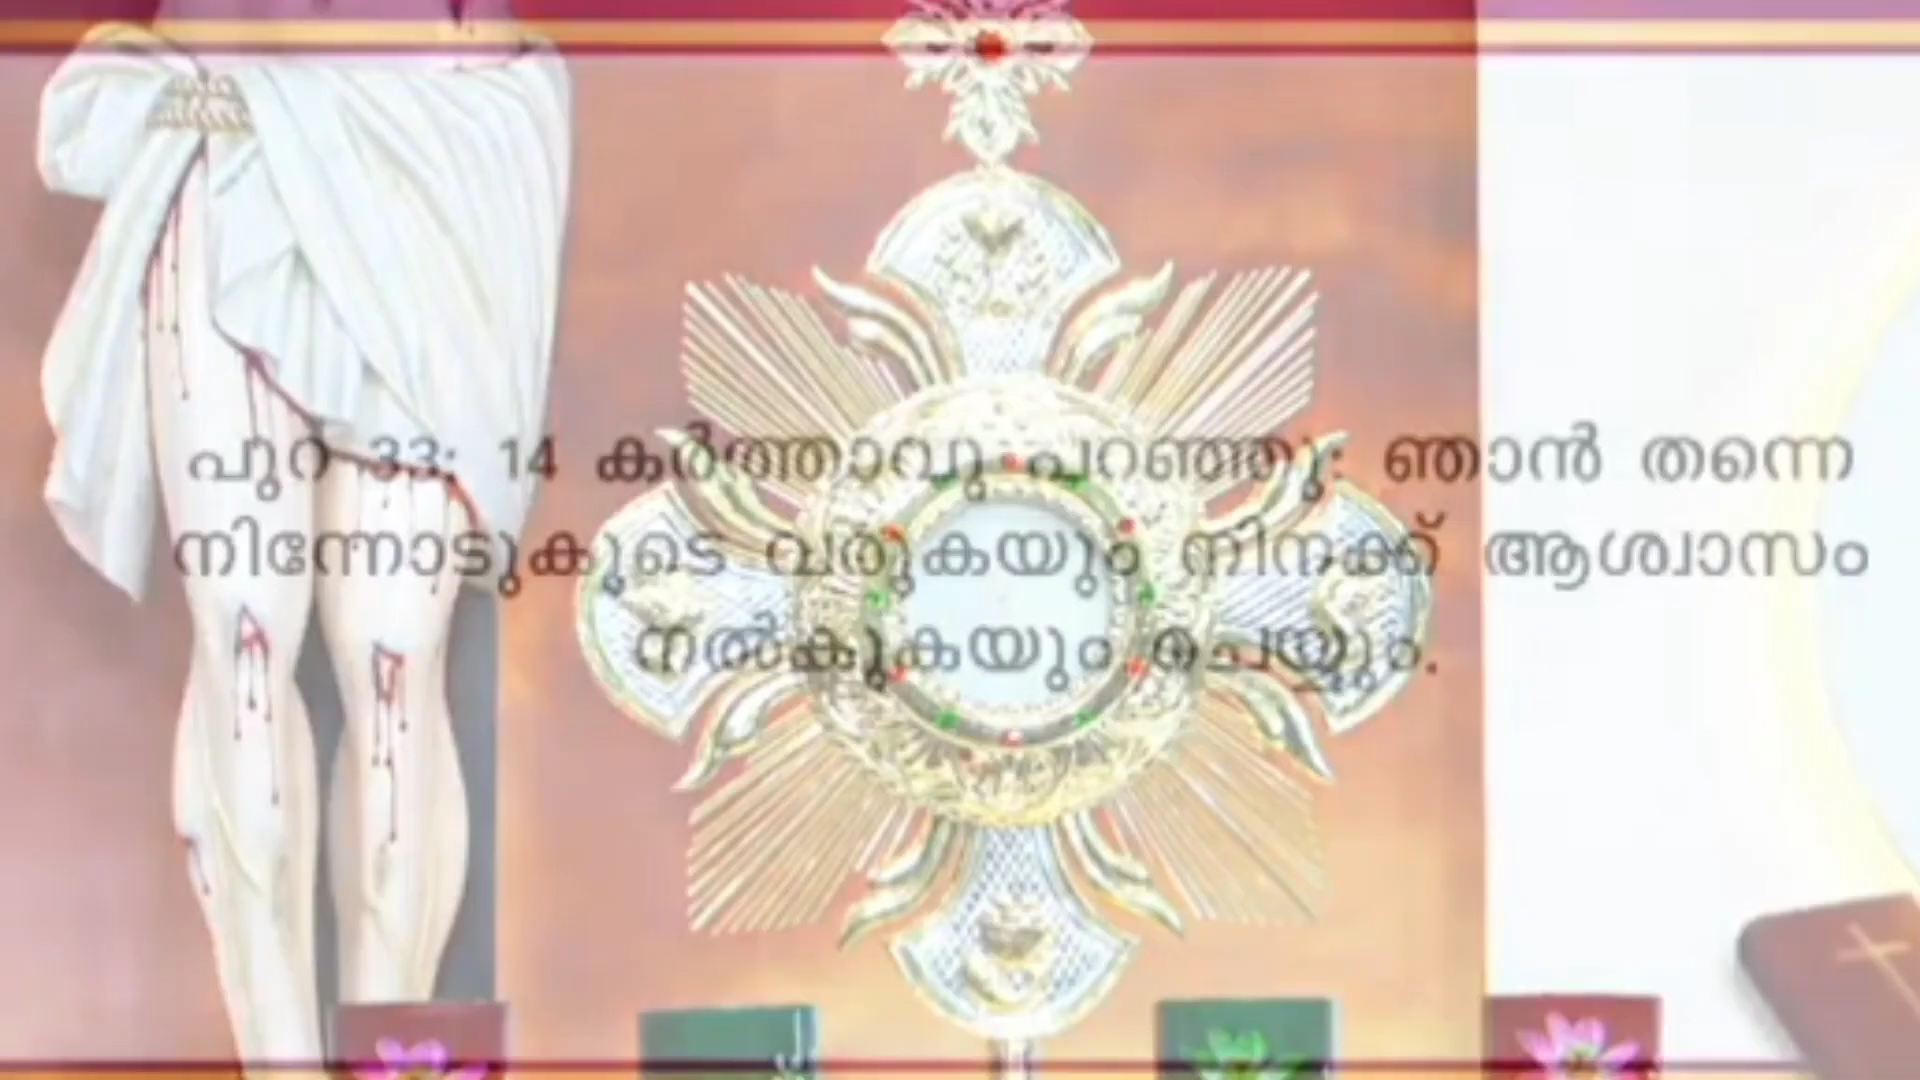 പുറ 33: 14 കർത്താവു പറഞ്ഞു: ഞാൻ തന്നെ
നിന്നോടുകൂടെ വരുകയും നിനക്ക് ആശ്വാസം
നൽകുകയും ചെയ്യും.